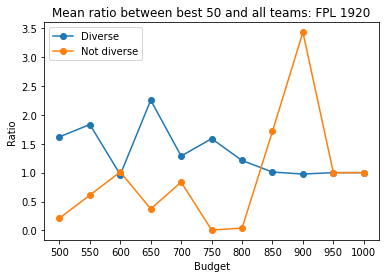 Mean ratio between best 50 and all teams: FPL 1920
Diverse
Not diverse
Ratio
3.5
3.0
2.5
2.0
1.5
1.0
0.5
0.0
500 550 600 650 700 750 800 850 900 950 1000
Budget